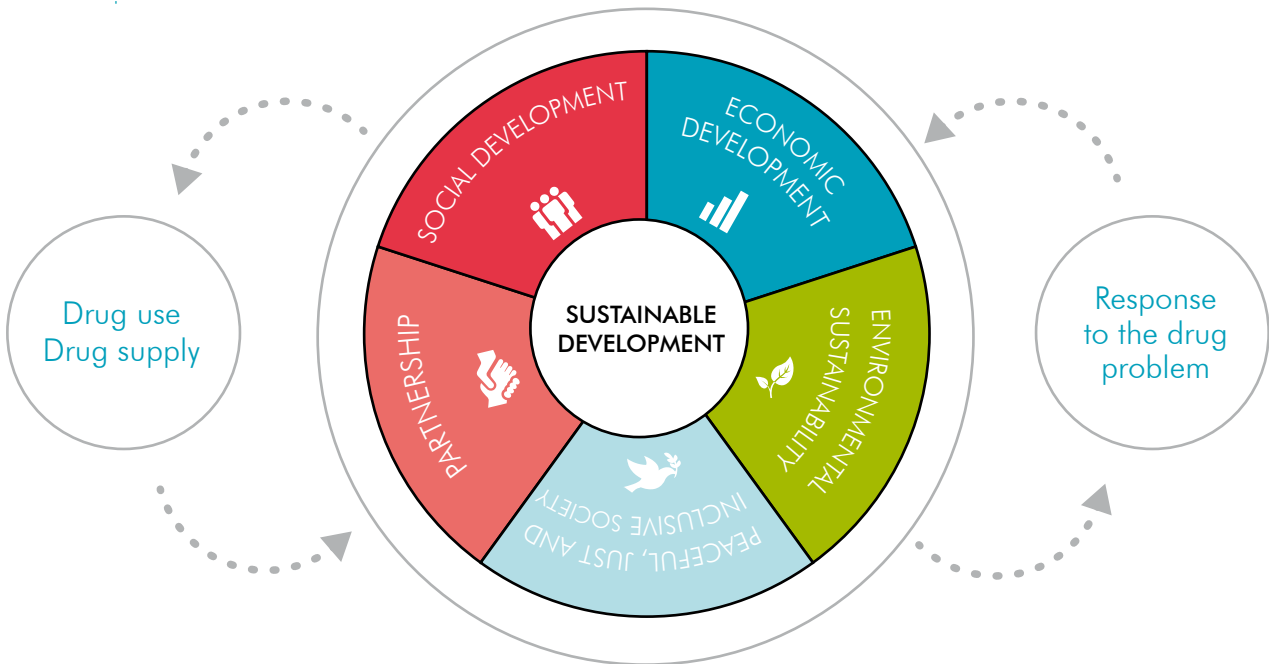 SOCIAL DEVELOPMENT
ECONOMIC
DEVELOPMENT
Drug use
Drug supply
SUSTAINABLE
DEVELOPMENT
Response
to the drug
problem
ENVIRONMENTAL
SUSTAINABILITY
PARTNERSHIP
PEACEFUL, JUST AND
INCLUSIVE SOCIETY